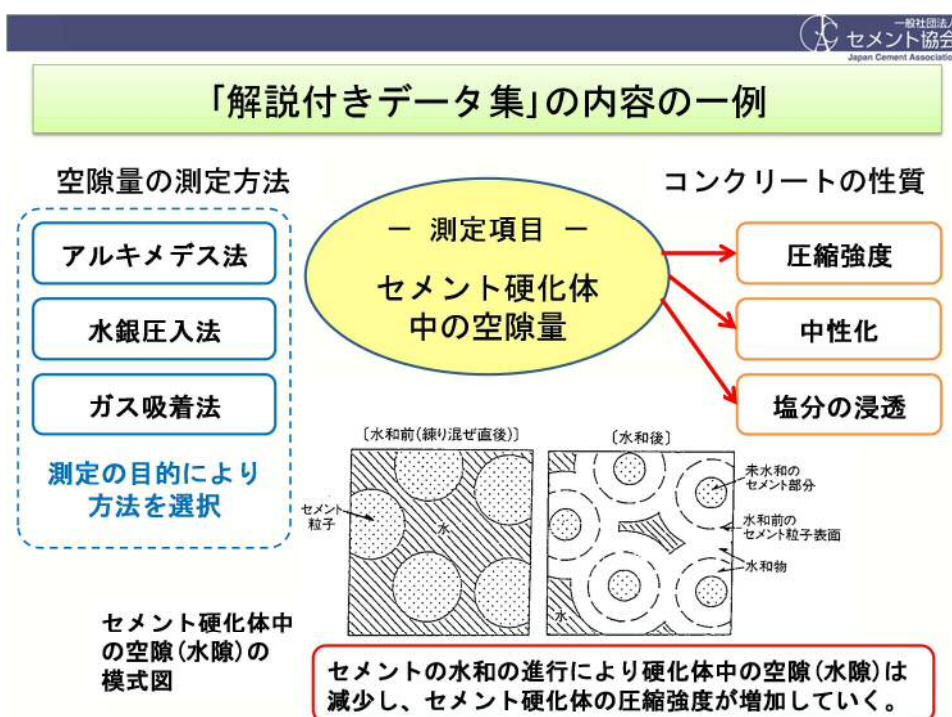 一般社団法人
セメント協会
Japan Cement Association
「解説付きデータ集」の内容の一例
空隙量の測定方法
アルキメデス法
水銀圧入法
ガス吸着法
測定の目的により
方法を選択
― 測定項目 ―
セメント硬化体
中の空隙量
コンクリートの性質
圧縮強度
中性化
塩分の浸透
〔水和前(練り混ぜ直後)〕
セメント
粒子
水
〔水和後〕
未水和の
セメント部分
水和前の
セメント粒子表面
水和物
水
セメント硬化体中
の空隙(水隙)の
模式図
セメントの水和の進行により硬化体中の空隙(水隙)は
減少し、セメント硬化体の圧縮強度が増加していく。